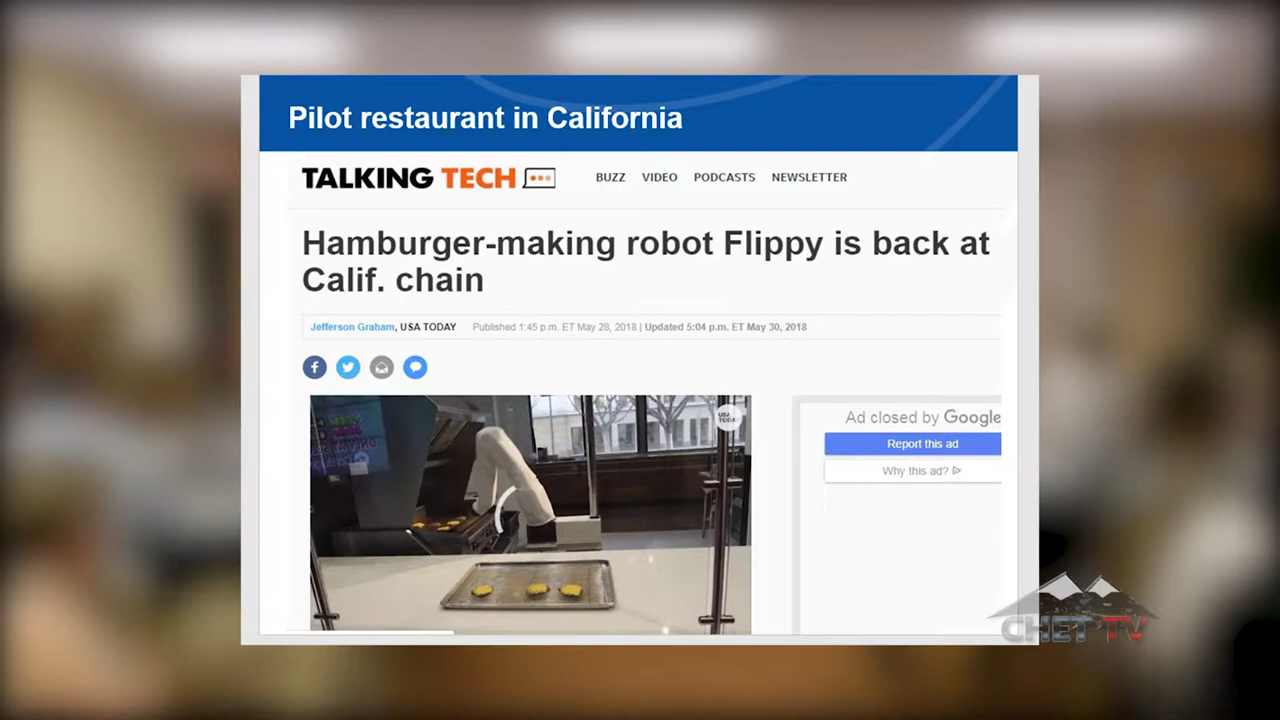 Pilot restaurant in California
TALKING TECH
BUZZ VIDEO PODCASTS NEWSLETTER
Hamburger-making robot Flippy is back at
Calif. chain
Jefferson Graham, USA TODAY Published 1:45 p.m. ET May 28, 2018 | Updated 5:04 p.m. ET May 30, 2018
USA TODAY
Ad closed by Google
Report this ad
Why this ad?
CHET TV